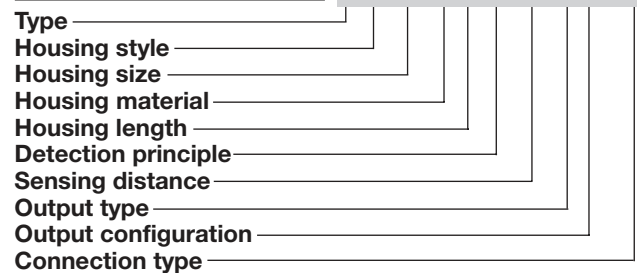 Type
Housing style
Housing size
Housing material
Housing length
Detection principle
Sensing distance
Output type
Output configuration
Connection type